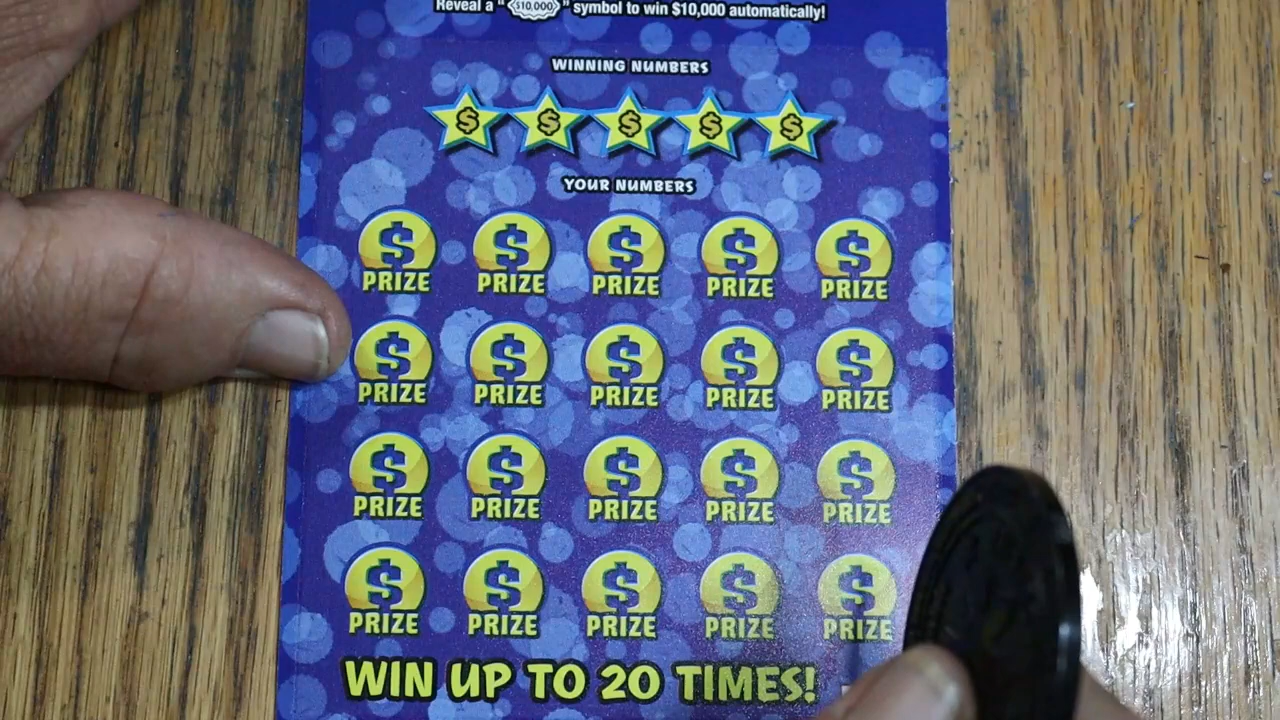 Reveal a "$10,000" symbol to win $10,000 automatically!
WINNING NUMBERS
$ $ $ $ $
YOUR NUMBERS
$ $ $ $ $
PRIZE PRIZE PRIZE PRIZE PRIZE
$ $ $ $ $
PRIZE PRIZE PRIZE PRIZE PRIZE
$ $ $ $ $
PRIZE PRIZE PRIZE PRIZE PRIZE
$ $ $ $ $
PRIZE PRIZE PRIZE PRIZE PRIZE
WIN UP TO 20 TIMES!